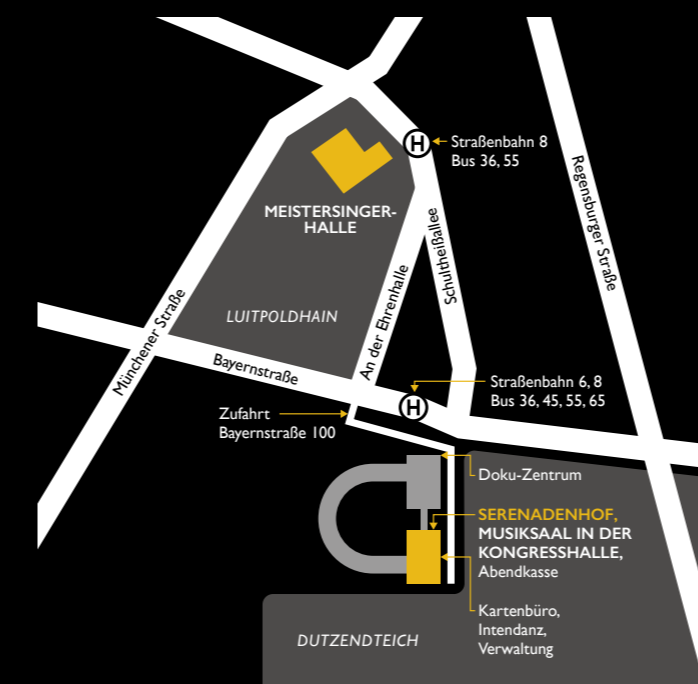 H
Straßenbahn 8
Bus 36, 55
MEISTERSINGER-
HALLE
Regensburger Straße
Schultheißallee
An der Ehrenhalle
LUITPOLDHAIN
Münchener Straße
Bayernstraße
Straßenbahn 6, 8
Bus 36, 45, 55, 65
H
Zufahrt
Bayernstraße 100
Doku-Zentrum
SERENADENHOF,
MUSIKSAAL IN DER
KONGRESSHALLE,
Abendkasse
Kartenbüro,
Intendanz,
Verwaltung
DUTZENDTEICH